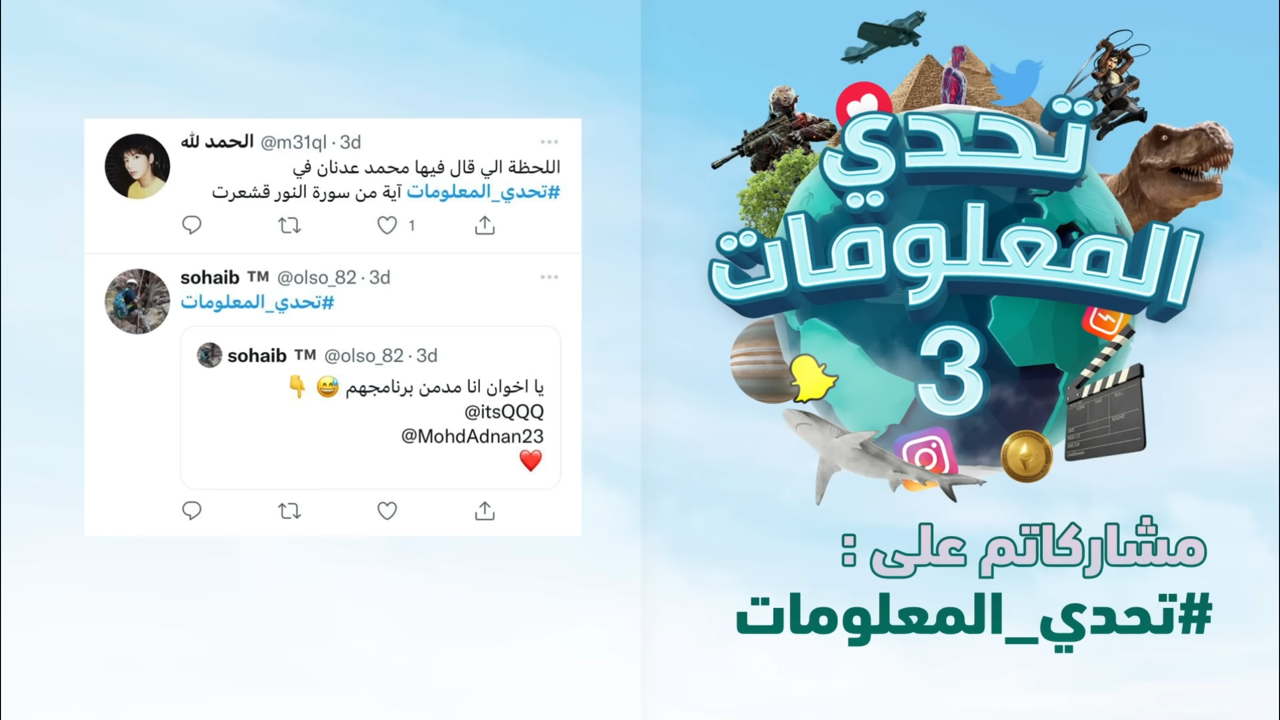 الحمد لله @m31ql · 3d
اللحظة الي قال فيها محمد عدنان في
#تحدي_المعلومات آية من سورة النور قشعرت
1
sohaib ™ @olso_82 · 3d
#تحدي_المعلومات
sohaib ™ @olso_82 · 3d
يا اخوان انا مدمن برنامجهم 😅 👇
@itsQQQ
@MohdAdnan23
❤️
تحدي
المعلومات
3
مشاركاتم على :
#تحدي_المعلومات